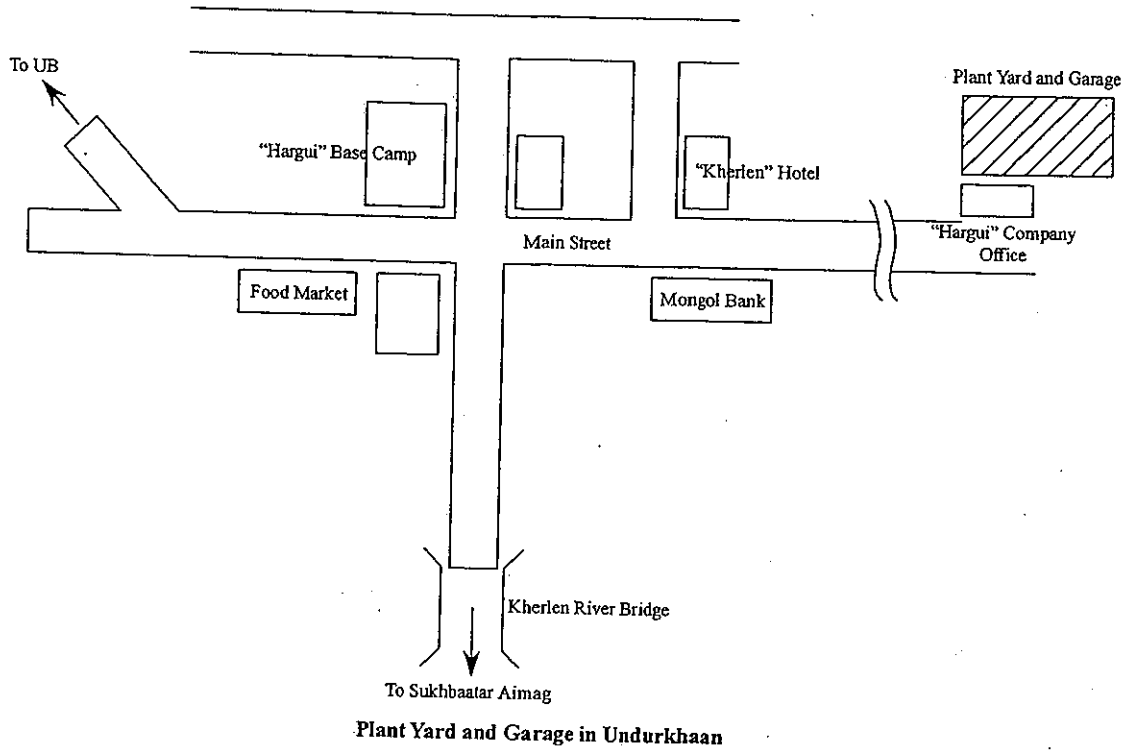 To UB
Plant Yard and Garage
"Hargui" Base Camp
"Kherlen" Hotel
Main Street
"Hargui" Company
Office
Food Market
Mongol Bank
Kherlen River Bridge
To Sukhbaatar Aimag
Plant Yard and Garage in Undurkhaan